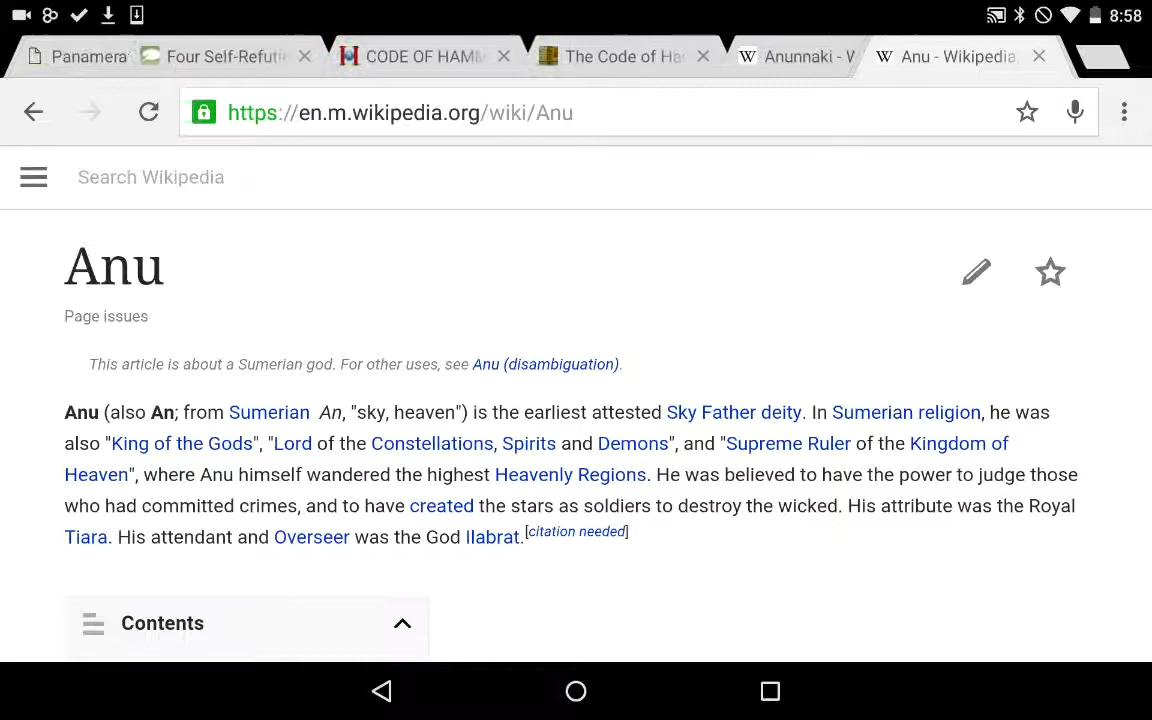 8:58
Panamera
Four Self-Refuti
CODE OF HAMM
The Code of Ha
Anunnaki - W
Anu - Wikipedia,
https://en.m.wikipedia.org/wiki/Anu
Search Wikipedia
Anu
Page issues
This article is about a Sumerian god. For other uses, see Anu (disambiguation).
Anu (also An; from Sumerian An, "sky, heaven") is the earliest attested Sky Father deity. In Sumerian religion, he was
also "King of the Gods", "Lord of the Constellations, Spirits and Demons", and "Supreme Ruler of the Kingdom of
Heaven", where Anu himself wandered the highest Heavenly Regions. He was believed to have the power to judge those
who had committed crimes, and to have created the stars as soldiers to destroy the wicked. His attribute was the Royal
Tiara. His attendant and Overseer was the God Ilabrat.[citation needed]
Contents